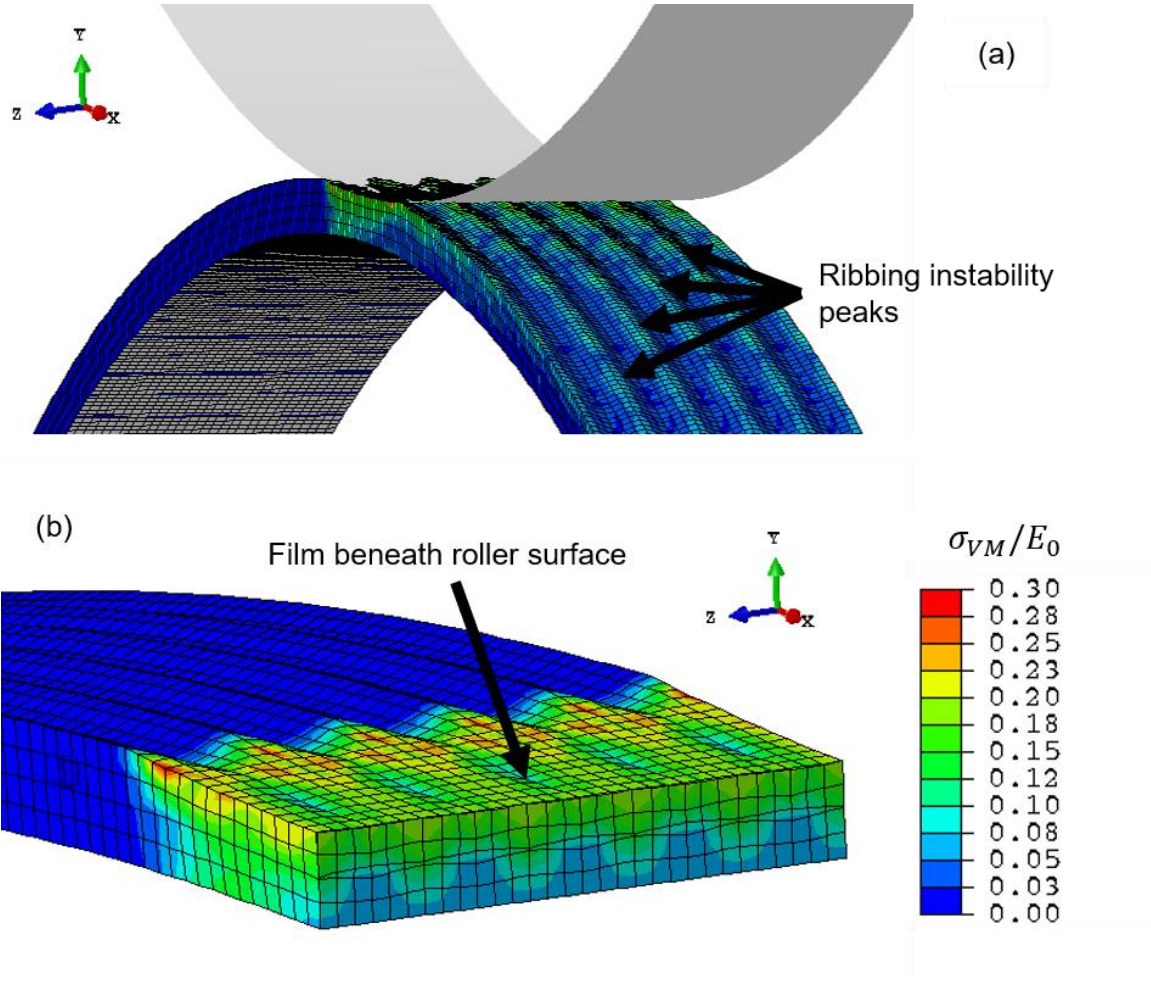 Y
Z
X
(a)
Ribbing instability
peaks
(b)
Film beneath roller surface
Y
Z
X
σ_VM/E_0
0.30
0.28
0.25
0.23
0.20
0.18
0.15
0.12
0.10
0.08
0.05
0.03
0.00